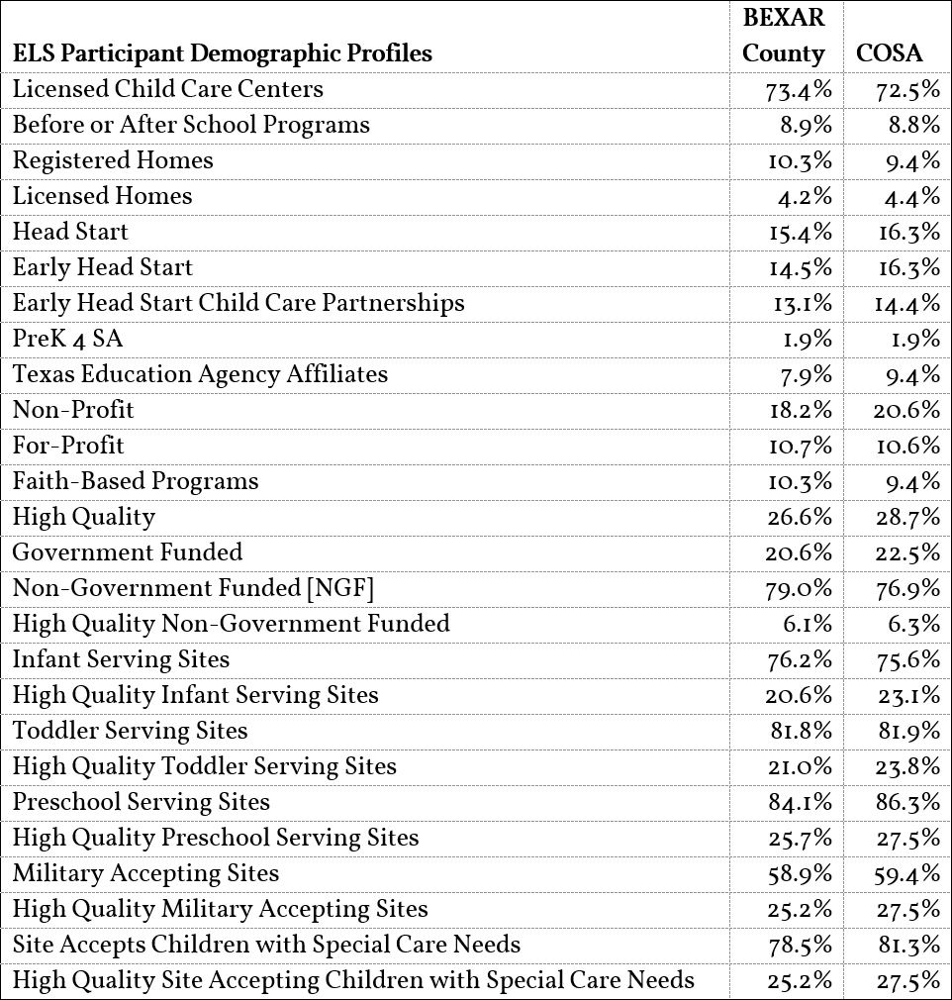 BEXAR
ELS Participant Demographic Profiles County COSA
Licensed Child Care Centers 73.4% 72.5%
Before or After School Programs 8.9% 8.8%
Registered Homes 10.3% 9.4%
Licensed Homes 4.2% 4.4%
Head Start 15.4% 16.3%
Early Head Start 14.5% 16.3%
Early Head Start Child Care Partnerships 13.1% 14.4%
PreK 4 SA 1.9% 1.9%
Texas Education Agency Affiliates 7.9% 9.4%
Non-Profit 18.2% 20.6%
For-Profit 10.7% 10.6%
Faith-Based Programs 10.3% 9.4%
High Quality 26.6% 28.7%
Government Funded 20.6% 22.5%
Non-Government Funded [NGF] 79.0% 76.9%
High Quality Non-Government Funded 6.1% 6.3%
Infant Serving Sites 76.2% 75.6%
High Quality Infant Serving Sites 20.6% 23.1%
Toddler Serving Sites 81.8% 81.9%
High Quality Toddler Serving Sites 21.0% 23.8%
Preschool Serving Sites 84.1% 86.3%
High Quality Preschool Serving Sites 25.7% 27.5%
Military Accepting Sites 58.9% 59.4%
High Quality Military Accepting Sites 25.2% 27.5%
Site Accepts Children with Special Care Needs 78.5% 81.3%
High Quality Site Accepting Children with Special Care Needs 25.2% 27.5%